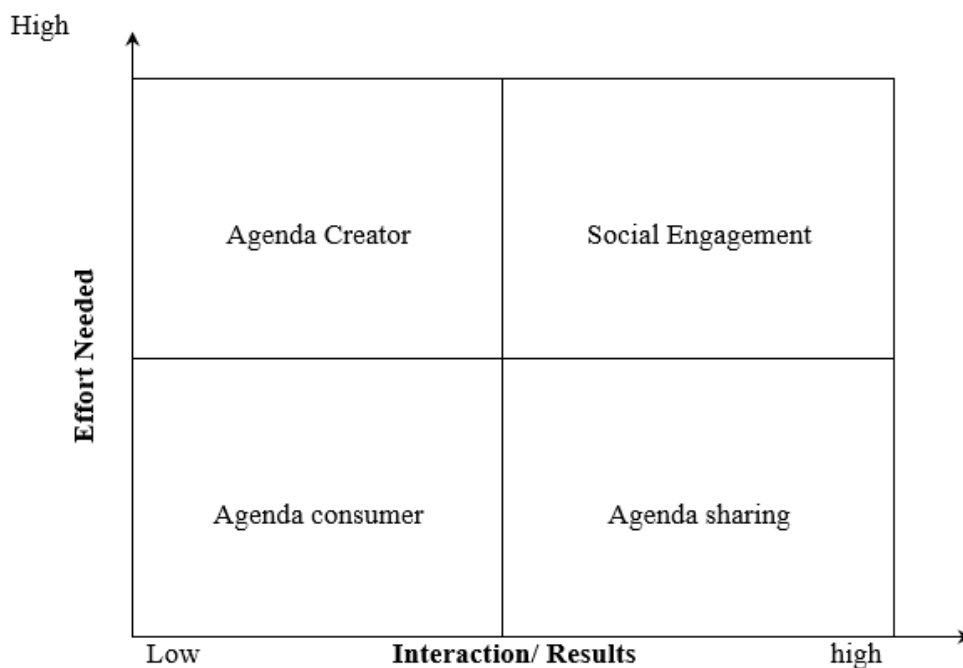 High
Agenda Creator
Social Engagement
Effort Needed
Agenda consumer
Agenda sharing
Low
Interaction/ Results
high